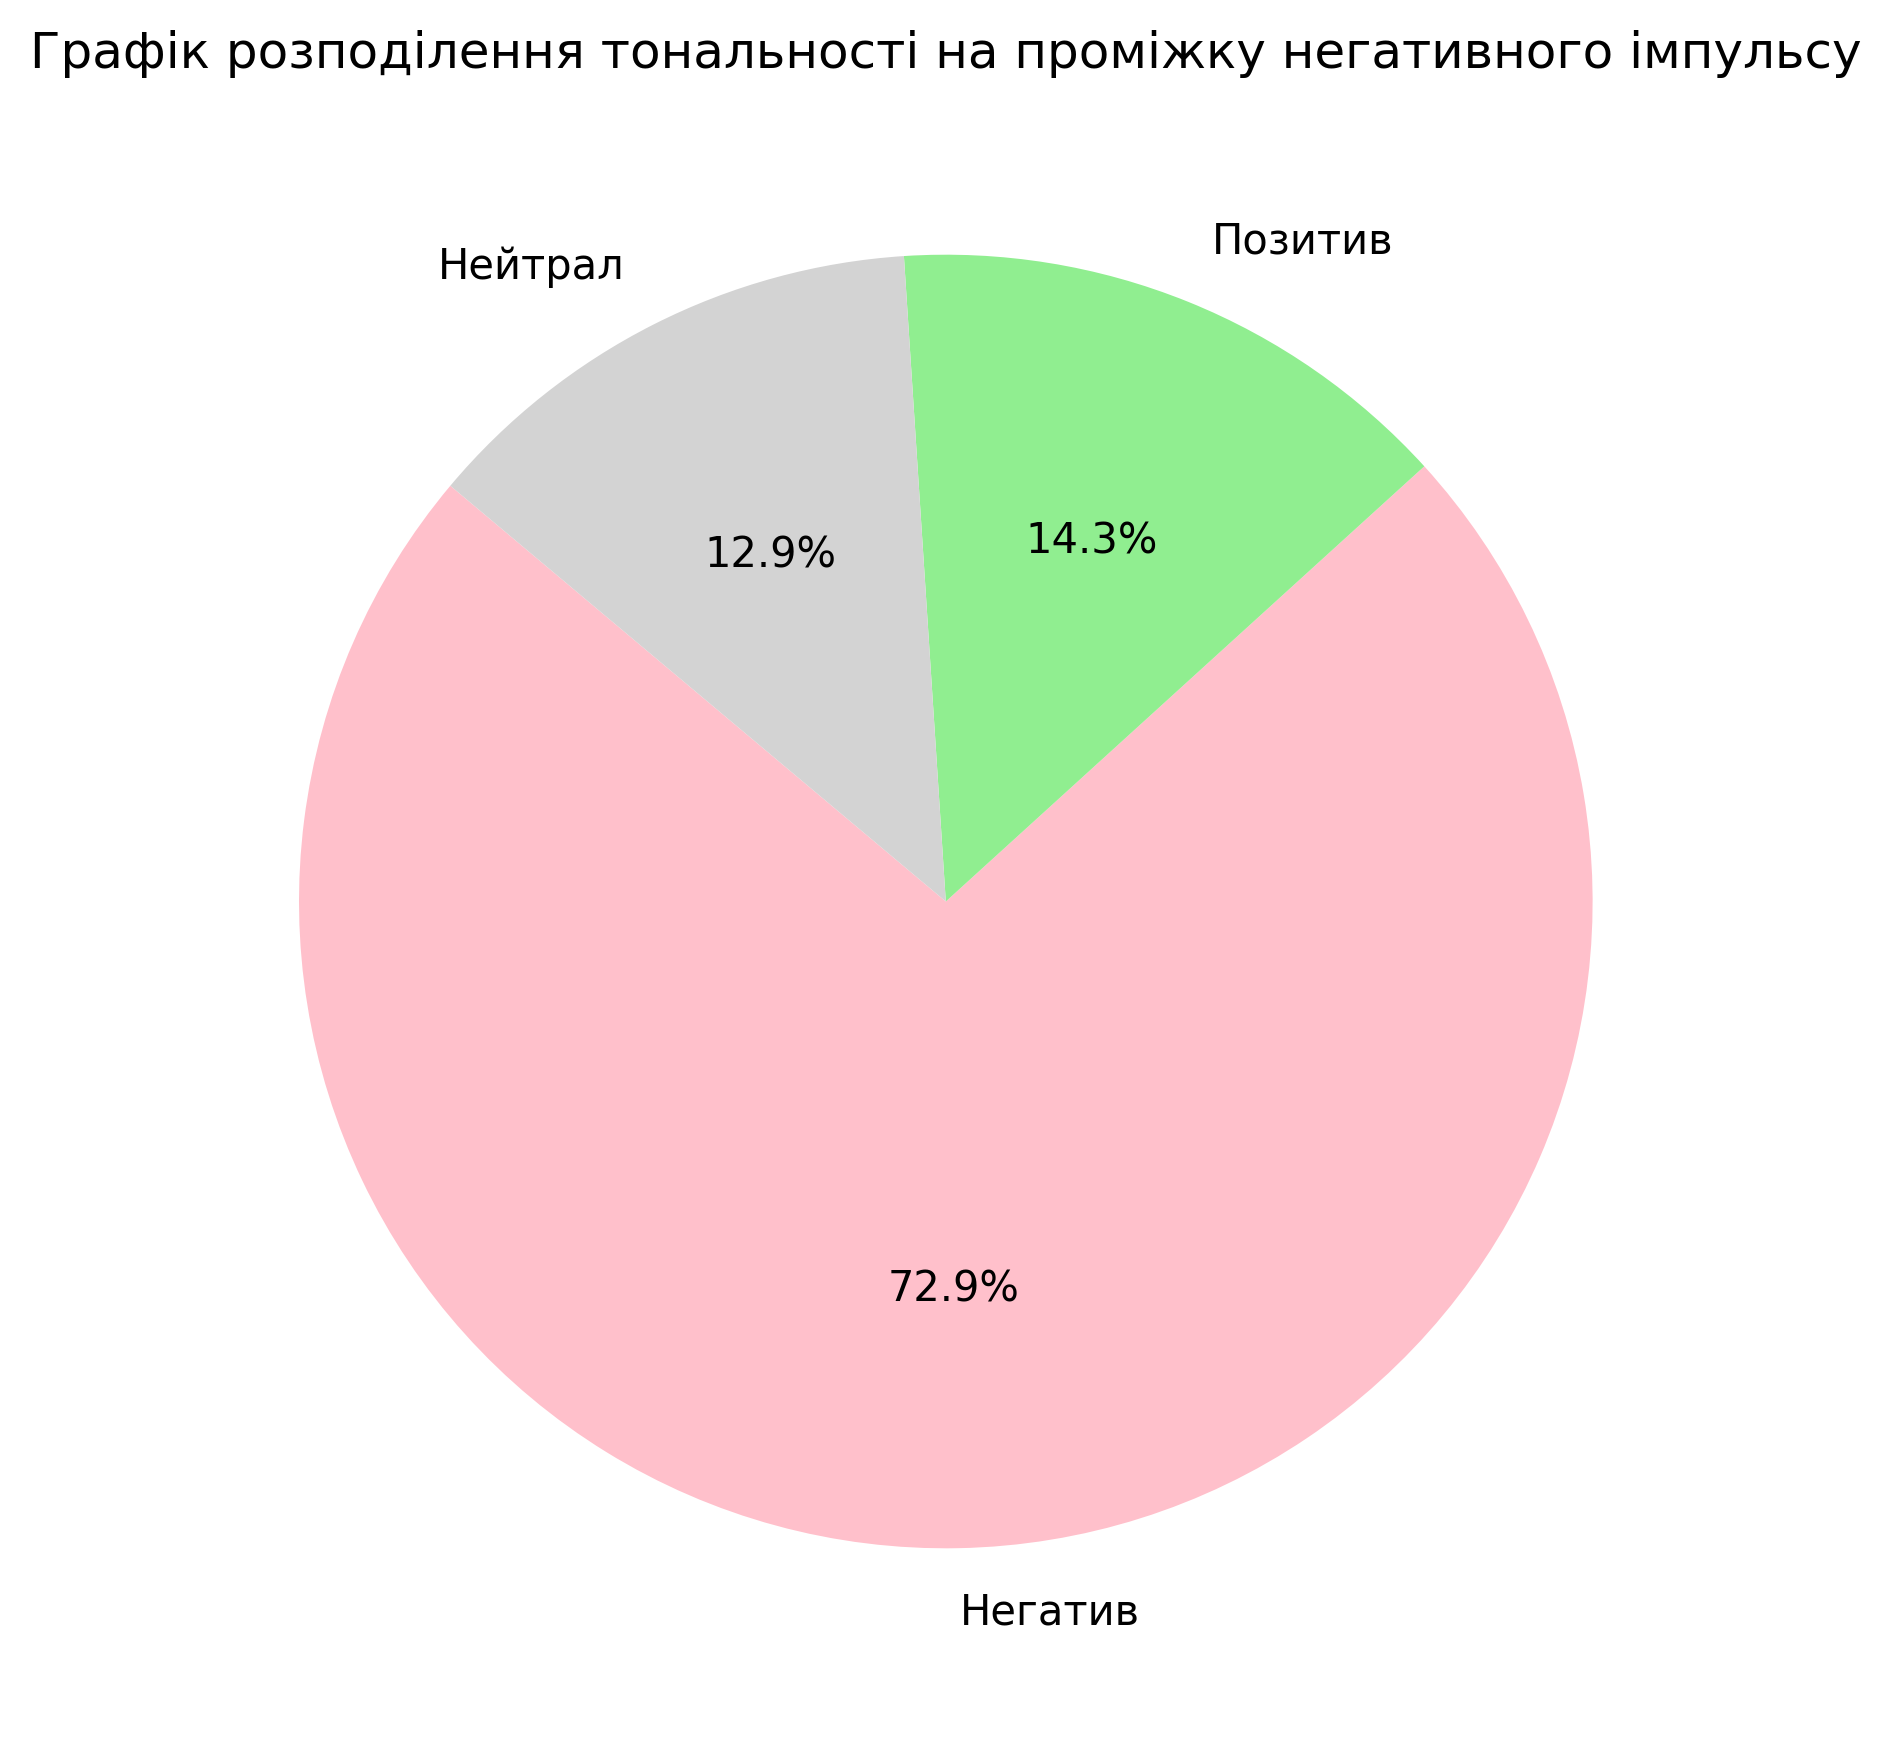 Графік розподілення тональності на проміжку негативного імпульсу
Позитив
Нейтрал
14.3%
12.9%
72.9%
Негатив